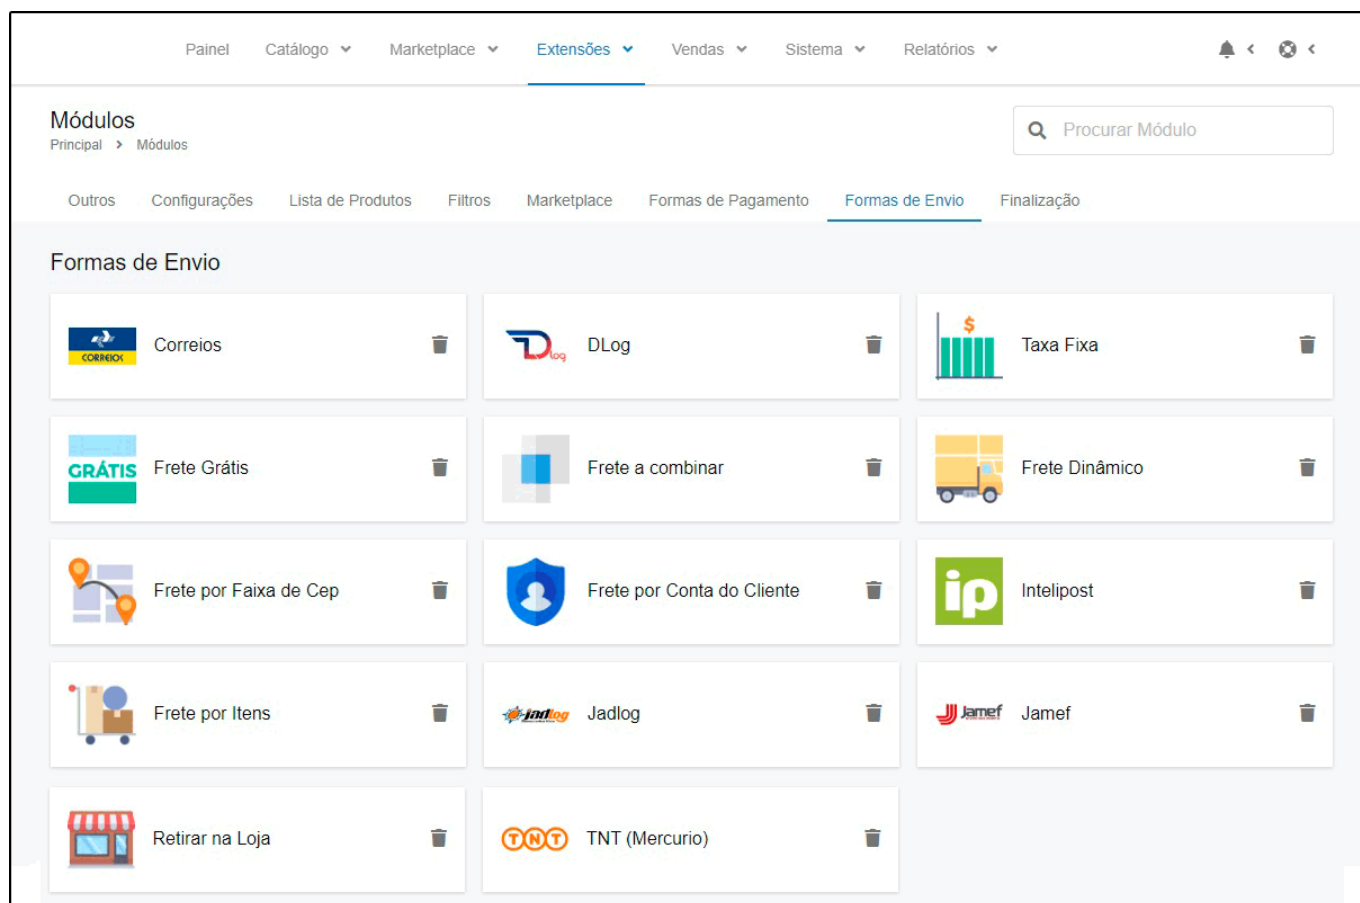 Painel Catálogo Marketplace Extensões Vendas Sistema Relatórios
Módulos
Principal > Módulos
Procurar Módulo
Outros Configurações Lista de Produtos Filtros Marketplace Formas de Pagamento Formas de Envio Finalização
Formas de Envio
CORREIOS Correios
DLog DLog
$ Taxa Fixa
GRÁTIS Frete Grátis
Frete a combinar
Frete Dinâmico
Frete por Faixa de Cep
Frete por Conta do Cliente
ip Intelipost
Frete por Itens
jadlog Jadlog
Jamef Jamef
Retirar na Loja
TNT TNT (Mercurio)